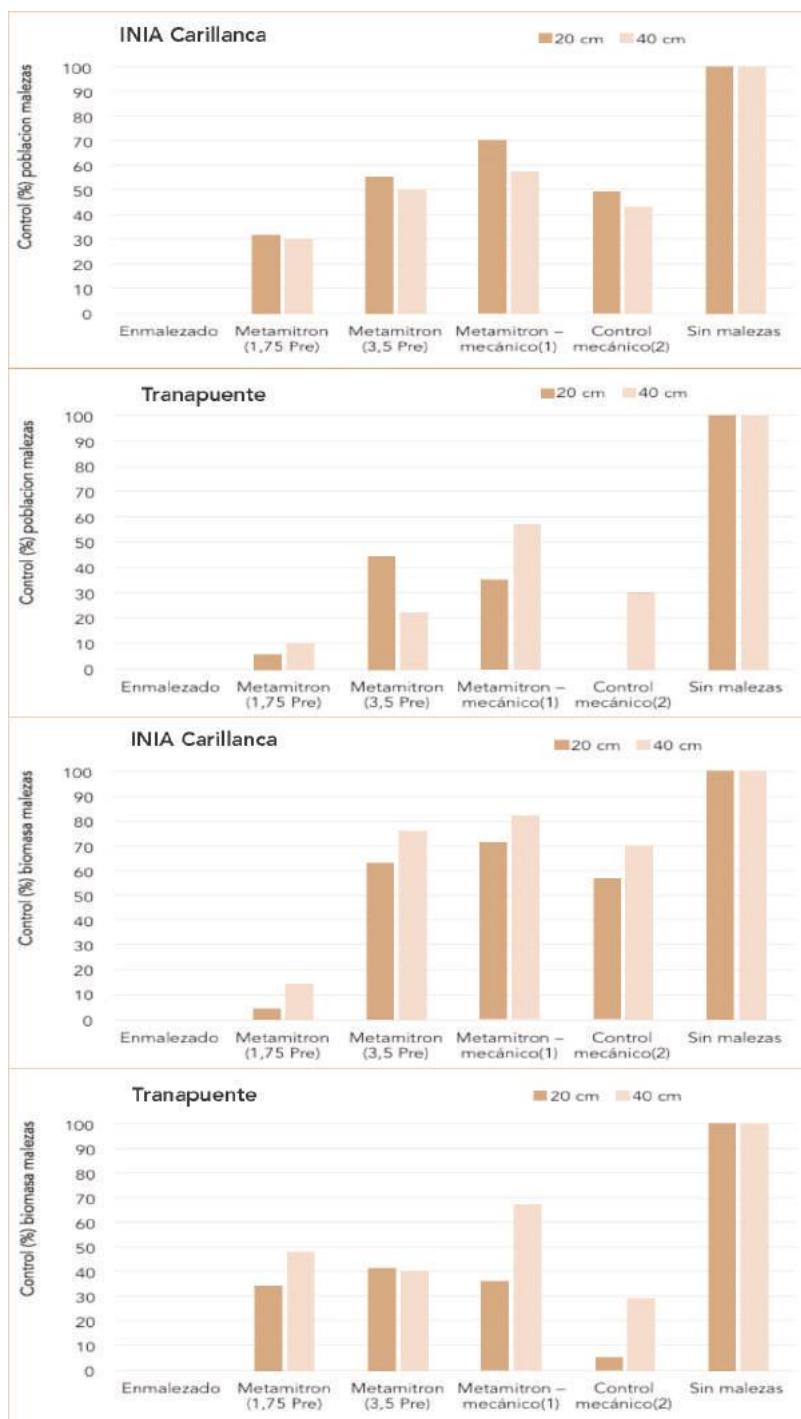 INIA Carillanca
20 cm 40 cm
Control (%) poblacion malezas
100
90
80
70
60
50
40
30
20
10
0
Enmalezado Metamitron Metamitron Metamitron – Control Sin malezas
(1,75 Pre) (3,5 Pre) mecánico(1) mecánico(2)
Tranapuente
20 cm 40 cm
Control (%) poblacion malezas
100
90
80
70
60
50
40
30
20
10
0
Enmalezado Metamitron Metamitron Metamitron – Control Sin malezas
(1,75 Pre) (3,5 Pre) mecánico(1) mecánico(2)
INIA Carillanca
20 cm 40 cm
Control (%) biomasa malezas
100
90
80
70
60
50
40
30
20
10
0
Enmalezado Metamitron Metamitron Metamitron – Control Sin malezas
(1,75 Pre) (3,5 Pre) mecánico(1) mecánico(2)
Tranapuente
20 cm 40 cm
Control (%) biomasa malezas
100
90
80
70
60
50
40
30
20
10
0
Enmalezado Metamitron Metamitron Metamitron – Control Sin malezas
(1,75 Pre) (3,5 Pre) mecánico(1) mecánico(2)